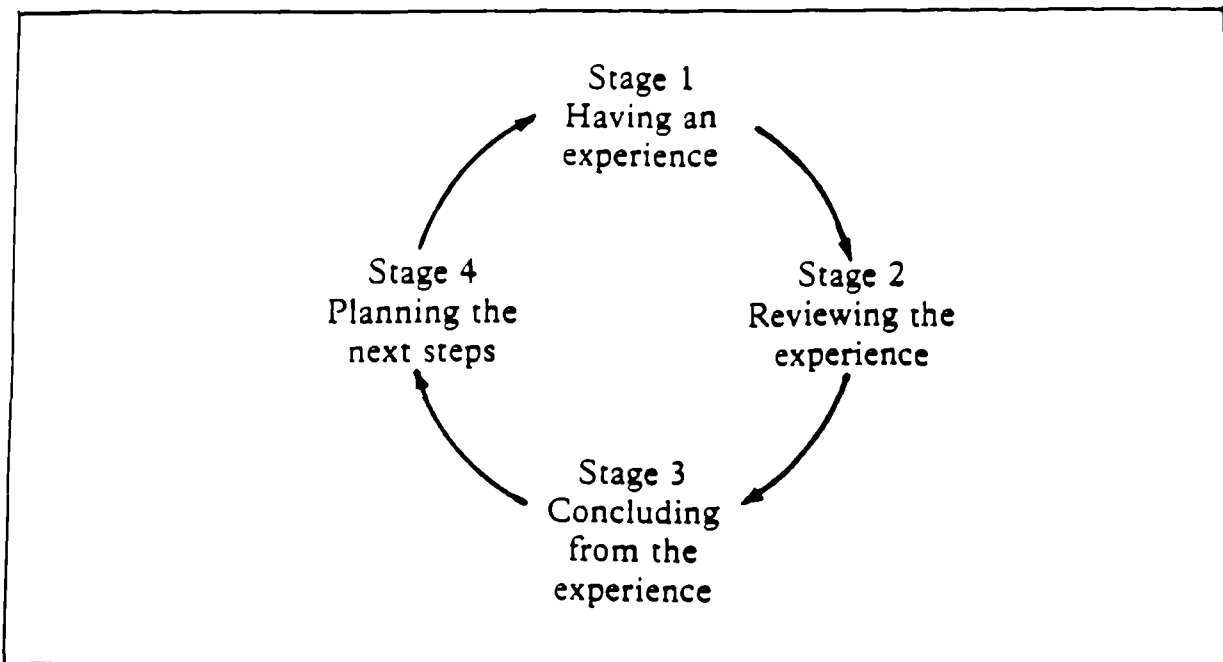 Stage 1
Having an
experience
Stage 2
Reviewing the
experience
Stage 3
Concluding
from the
experience
Stage 4
Planning the
next steps